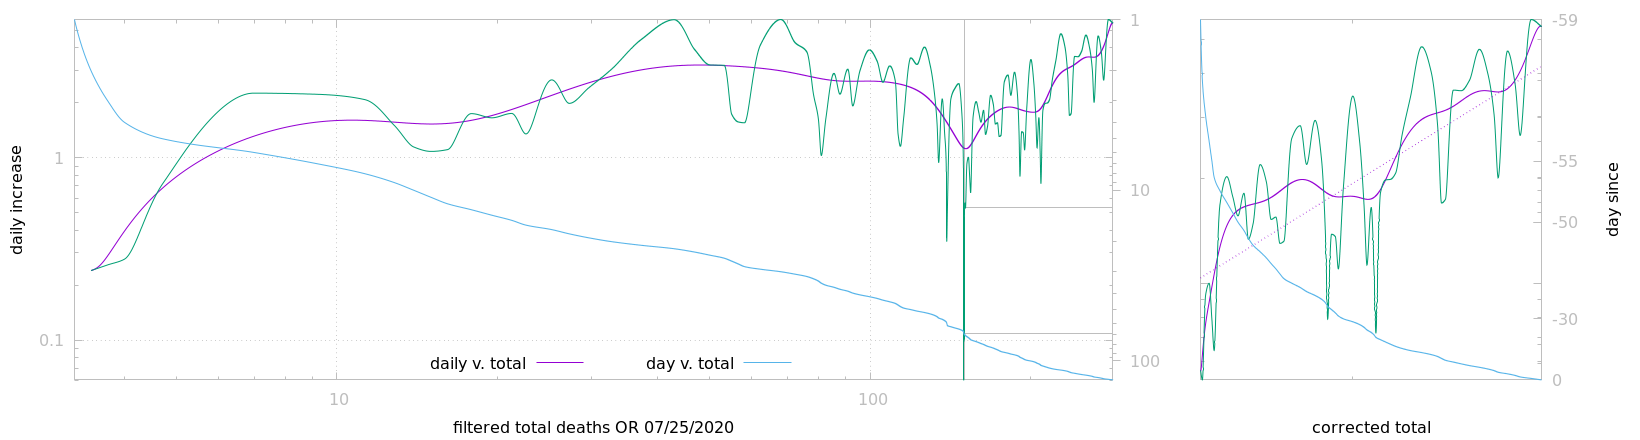 daily increase
1
0.1
10
100
filtered total deaths OR 07/25/2020
daily v. total
day v. total
1
10
100
-59
-55
-50
-30
0
day since
corrected total